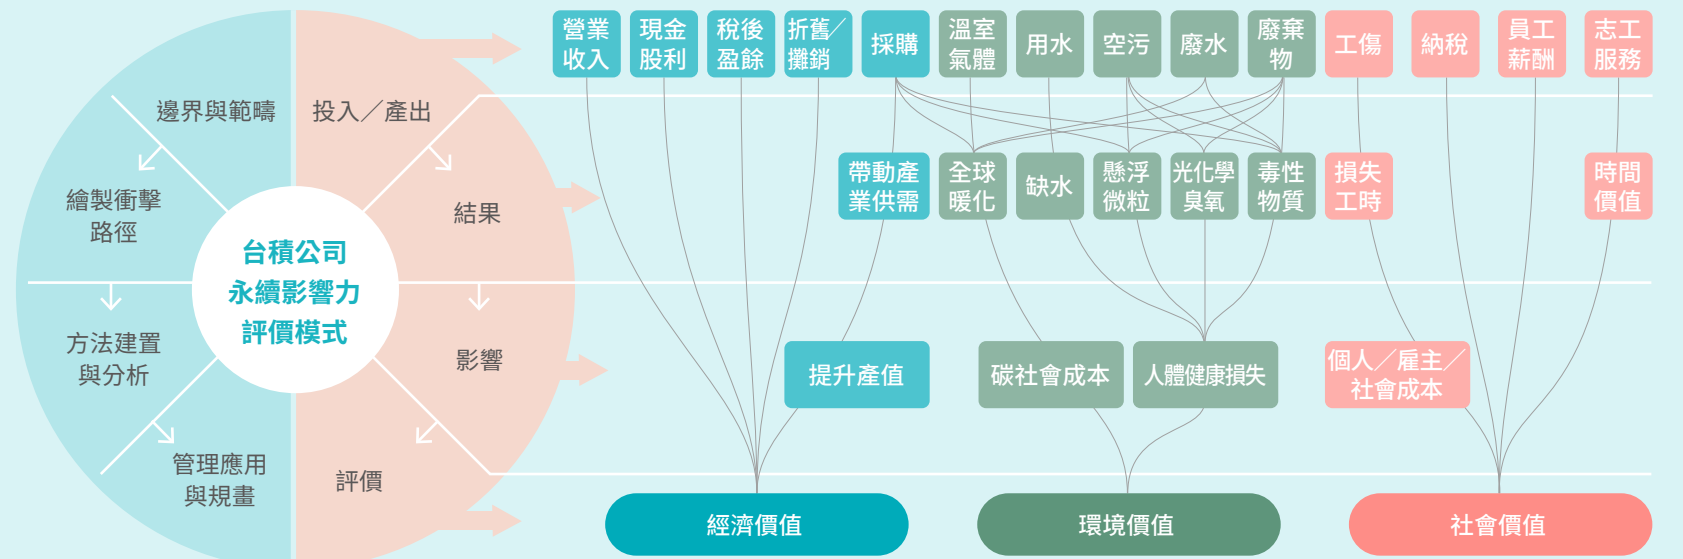 邊界與範疇
繪製衝擊
路徑
方法建置
與分析
管理應用
與規畫
台積公司
永續影響力
評價模式
投入／產出
結果
影響
評價
營業
收入
現金
股利
稅後
盈餘
折舊／
攤銷
採購
溫室
氣體
用水
空污
廢水
廢棄
物
工傷
納稅
員工
薪酬
志工
服務
帶動產
業供需
全球
暖化
缺水
懸浮
微粒
光化學
臭氧
毒性
物質
損失
工時
時間
價值
提升產值
碳社會成本
人體健康損失
個人／雇主／
社會成本
經濟價值
環境價值
社會價值